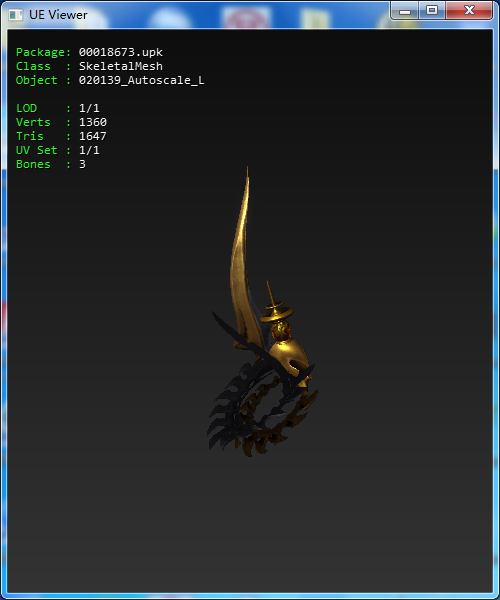 UE Viewer
Package: 00018673.upk
Class : SkeletalMesh
Object : 020139_Autoscale_L
LOD : 1/1
Verts : 1360
Tris : 1647
UV Set : 1/1
Bones : 3